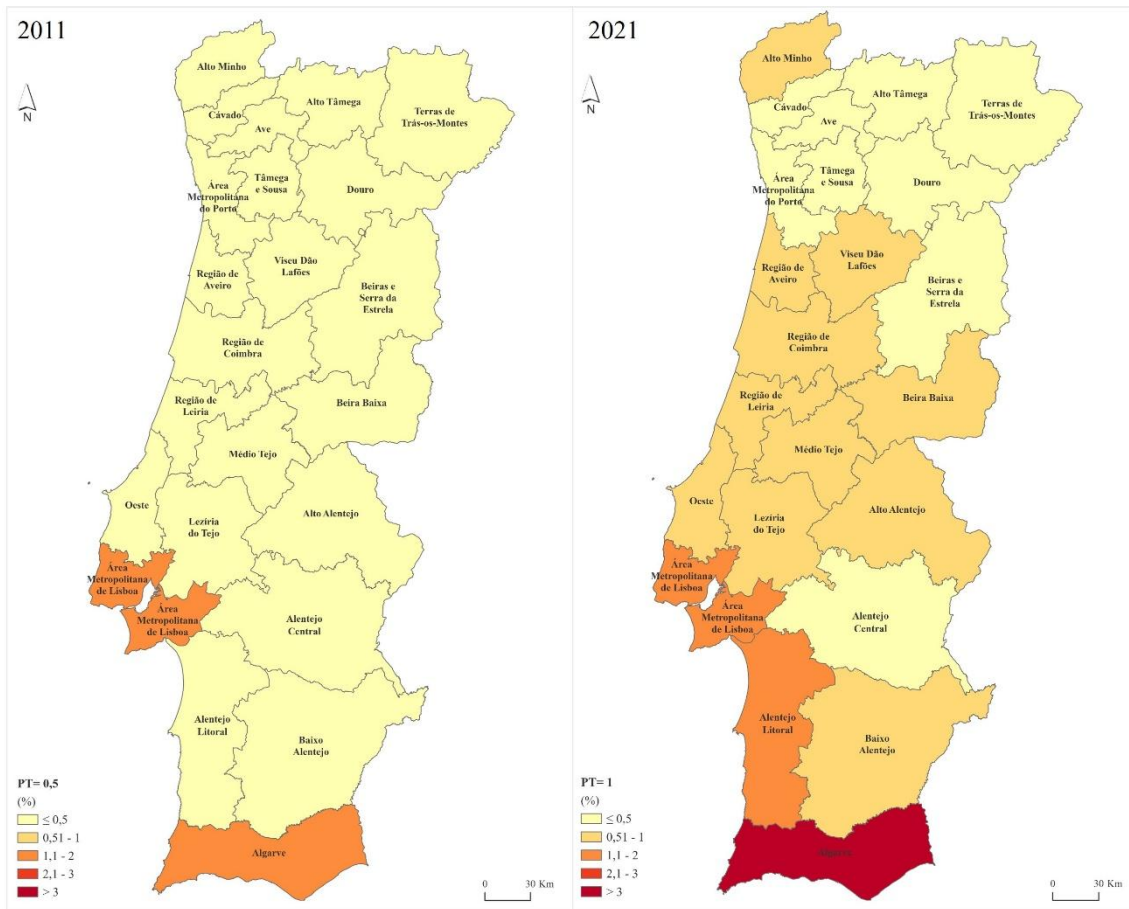 2011
N
Alto Minho
Cávado
Alto Tâmega
Terras de
Trás-os-Montes
Ave
Tâmega
e Sousa
Área
Metropolitana
do Porto
Douro
Região de
Aveiro
Viseu Dão
Lafões
Beiras e
Serra da
Estrela
Região de
Coimbra
Região de
Leiria
Beira Baixa
Médio Tejo
Oeste
Lezíria
do Tejo
Alto Alentejo
Área
Metropolitana
de Lisboa
Área
Metropolitana
de Lisboa
Alentejo
Central
Alentejo
Litoral
Baixo
Alentejo
Algarve
PT= 0,5
(%)
≤ 0,5
0,51 - 1
1,1 - 2
2,1 - 3
> 3
0 30 Km
2021
N
Alto Minho
Cávado
Alto Tâmega
Terras de
Trás-os-Montes
Ave
Tâmega
e Sousa
Área
Metropolitana
do Porto
Douro
Região de
Aveiro
Viseu Dão
Lafões
Beiras e
Serra da
Estrela
Região de
Coimbra
Região de
Leiria
Beira Baixa
Médio Tejo
Oeste
Lezíria
do Tejo
Alto Alentejo
Área
Metropolitana
de Lisboa
Área
Metropolitana
de Lisboa
Alentejo
Central
Alentejo
Litoral
Baixo
Alentejo
Algarve
PT= 1
(%)
≤ 0,5
0,51 - 1
1,1 - 2
2,1 - 3
> 3
0 30 Km